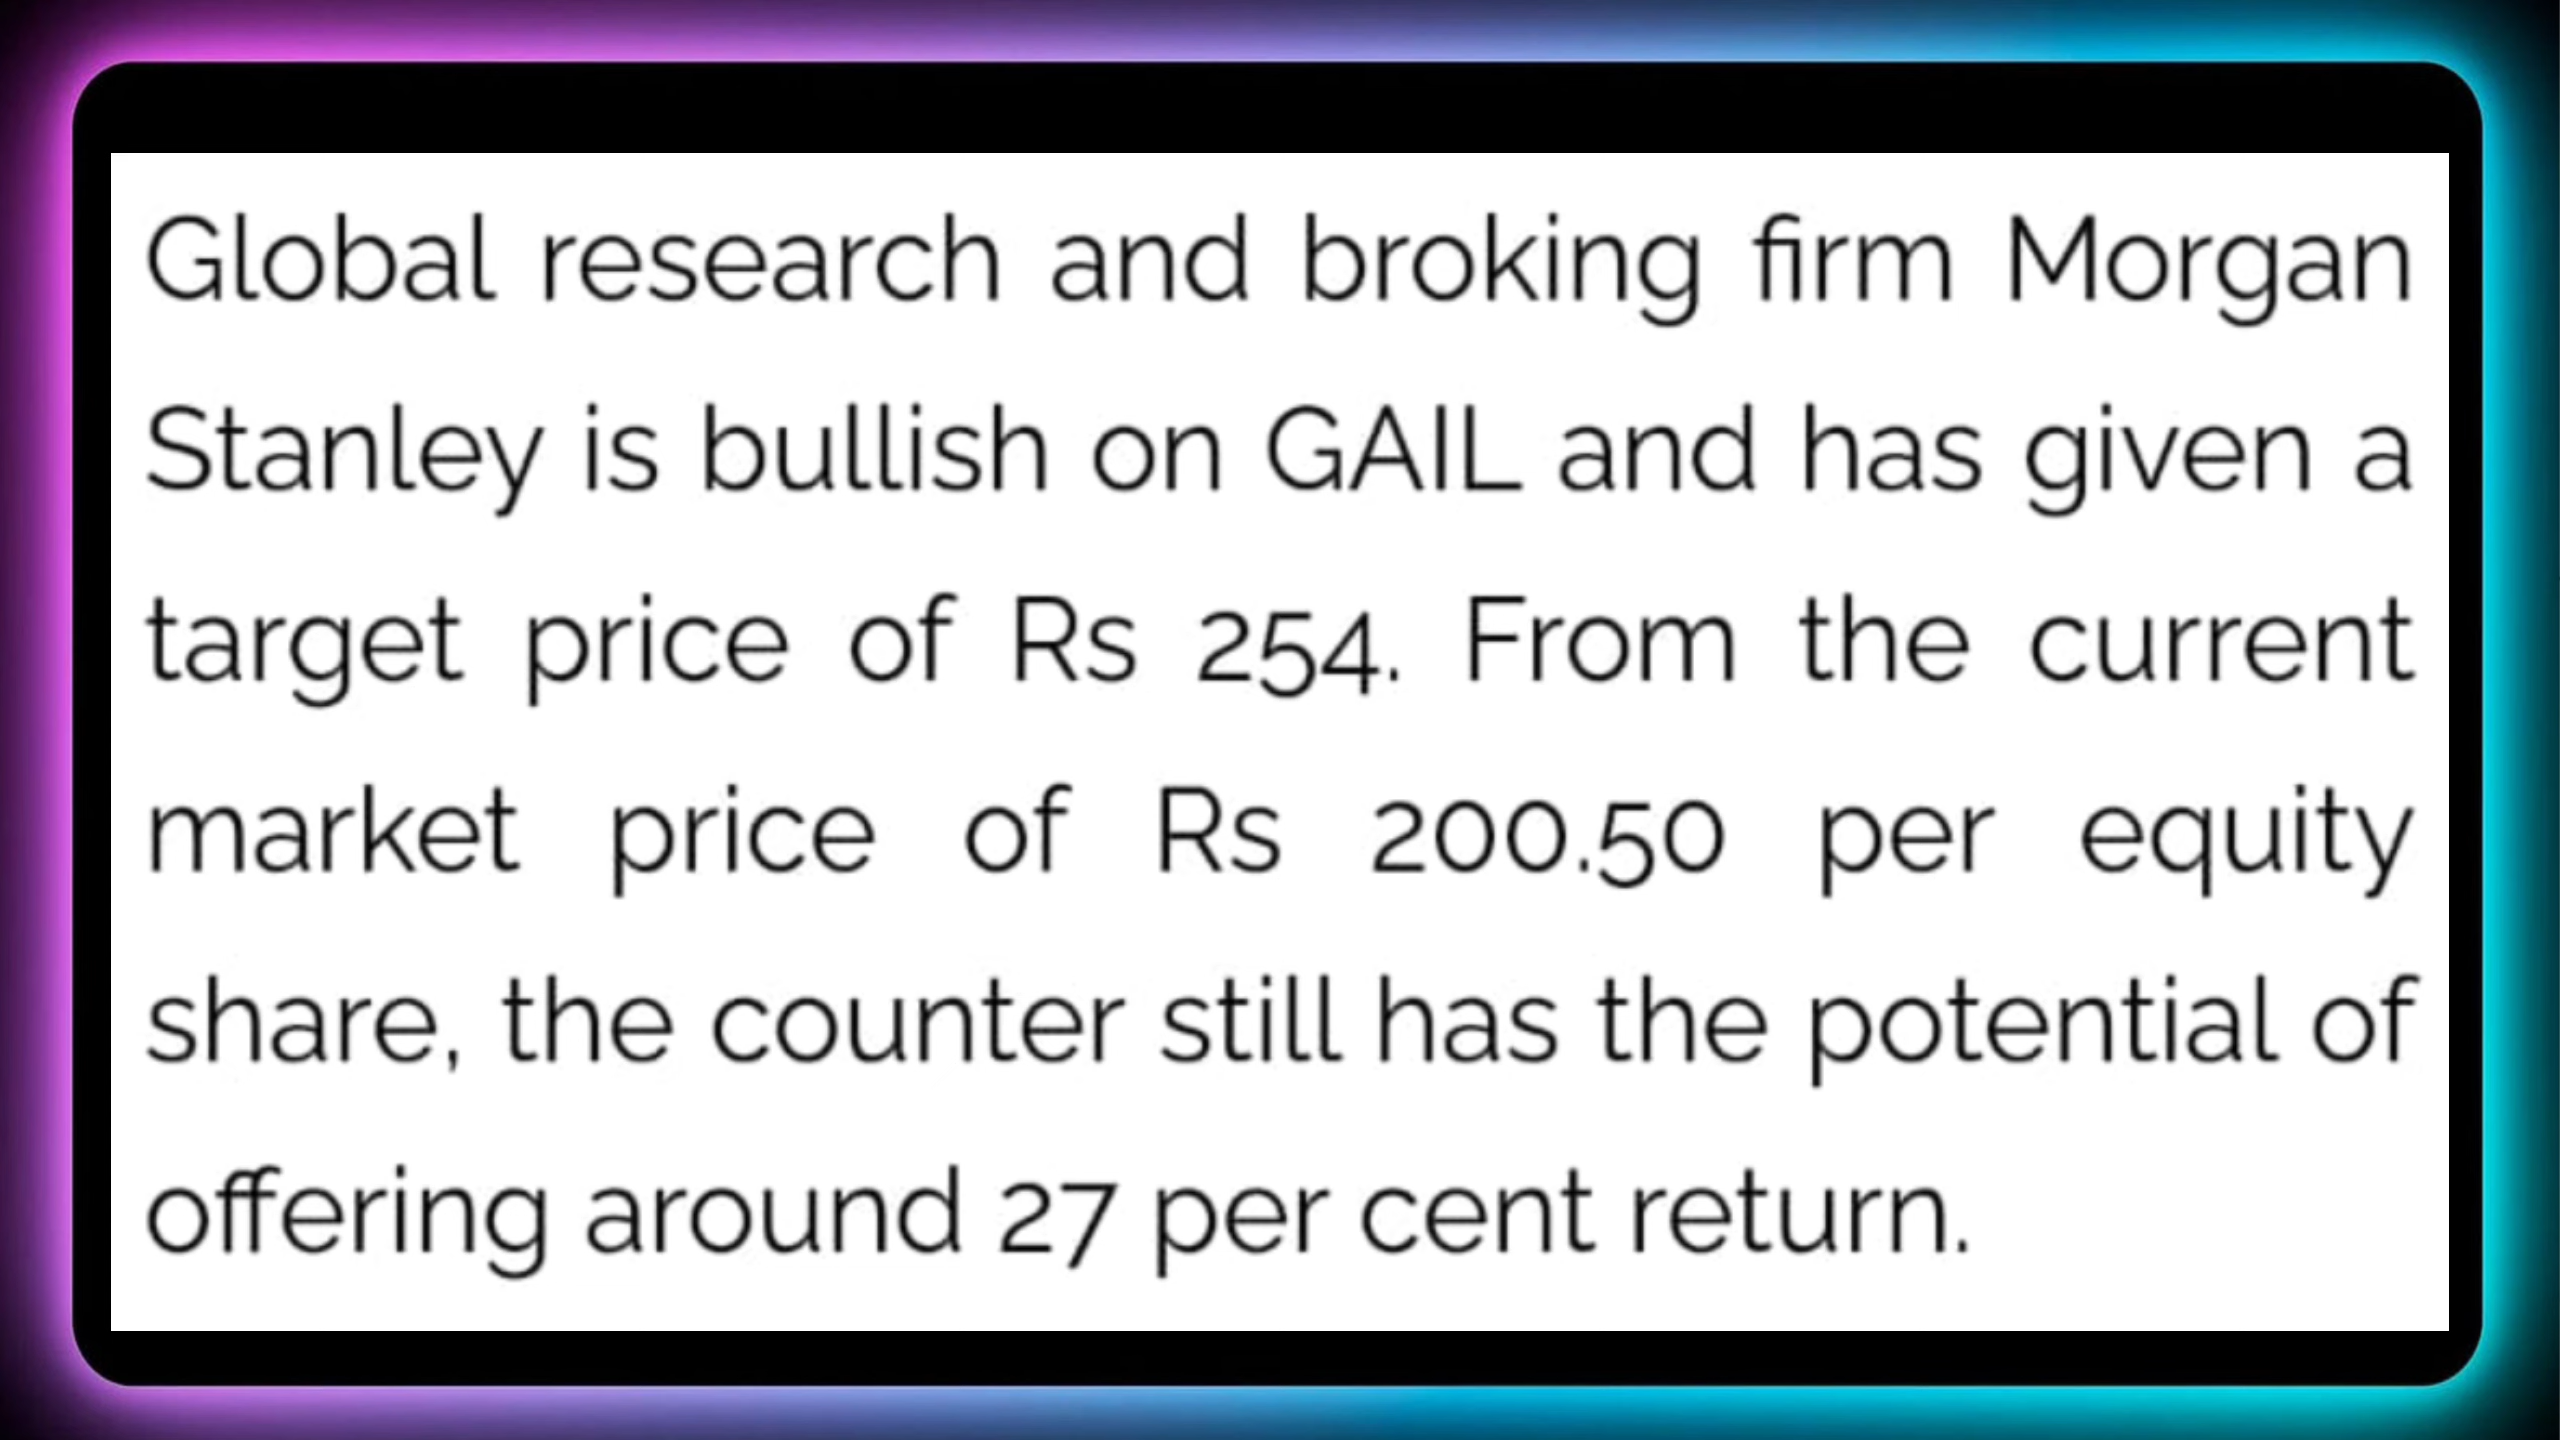 Global research and broking firm Morgan
Stanley is bullish on GAIL and has given a
target price of Rs 254. From the current
market price of Rs 200.50 per equity
share, the counter still has the potential of
offering around 27 per cent return.